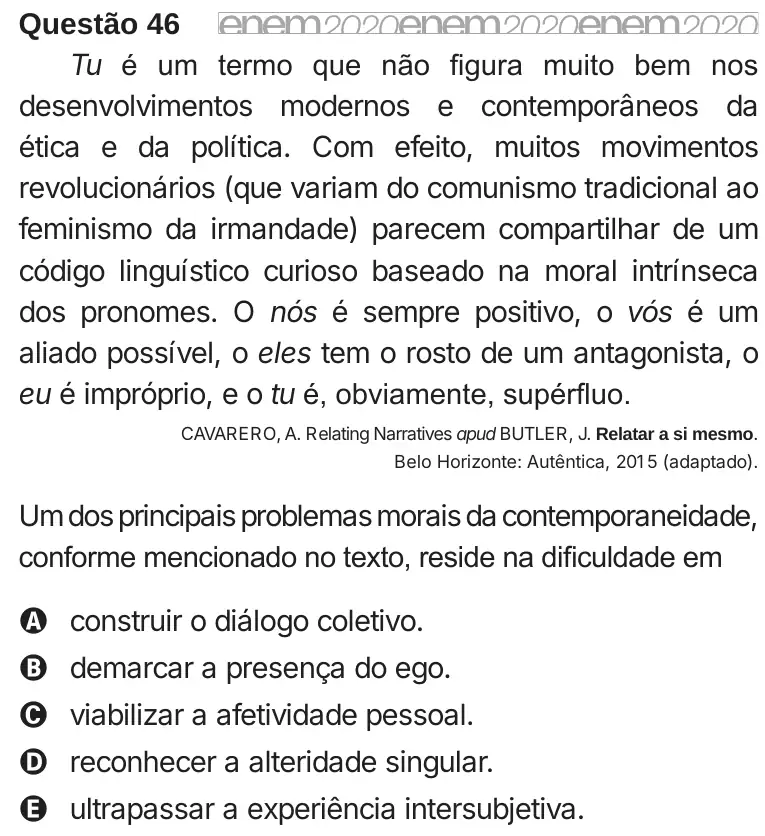 Questão 46 enem2020enem2020enem2020
Tu é um termo que não figura muito bem nos
desenvolvimentos modernos e contemporâneos da
ética e da política. Com efeito, muitos movimentos
revolucionários (que variam do comunismo tradicional ao
feminismo da irmandade) parecem compartilhar de um
código linguístico curioso baseado na moral intrínseca
dos pronomes. O nós é sempre positivo, o vós é um
aliado possível, o eles tem o rosto de um antagonista, o
eu é impróprio, e o tu é, obviamente, supérfluo.
CAVARERO, A. Relating Narratives apud BUTLER, J. Relatar a si mesmo.
Belo Horizonte: Autêntica, 2015 (adaptado).
Um dos principais problemas morais da contemporaneidade,
conforme mencionado no texto, reside na dificuldade em
A construir o diálogo coletivo.
B demarcar a presença do ego.
C viabilizar a afetividade pessoal.
D reconhecer a alteridade singular.
E ultrapassar a experiência intersubjetiva.